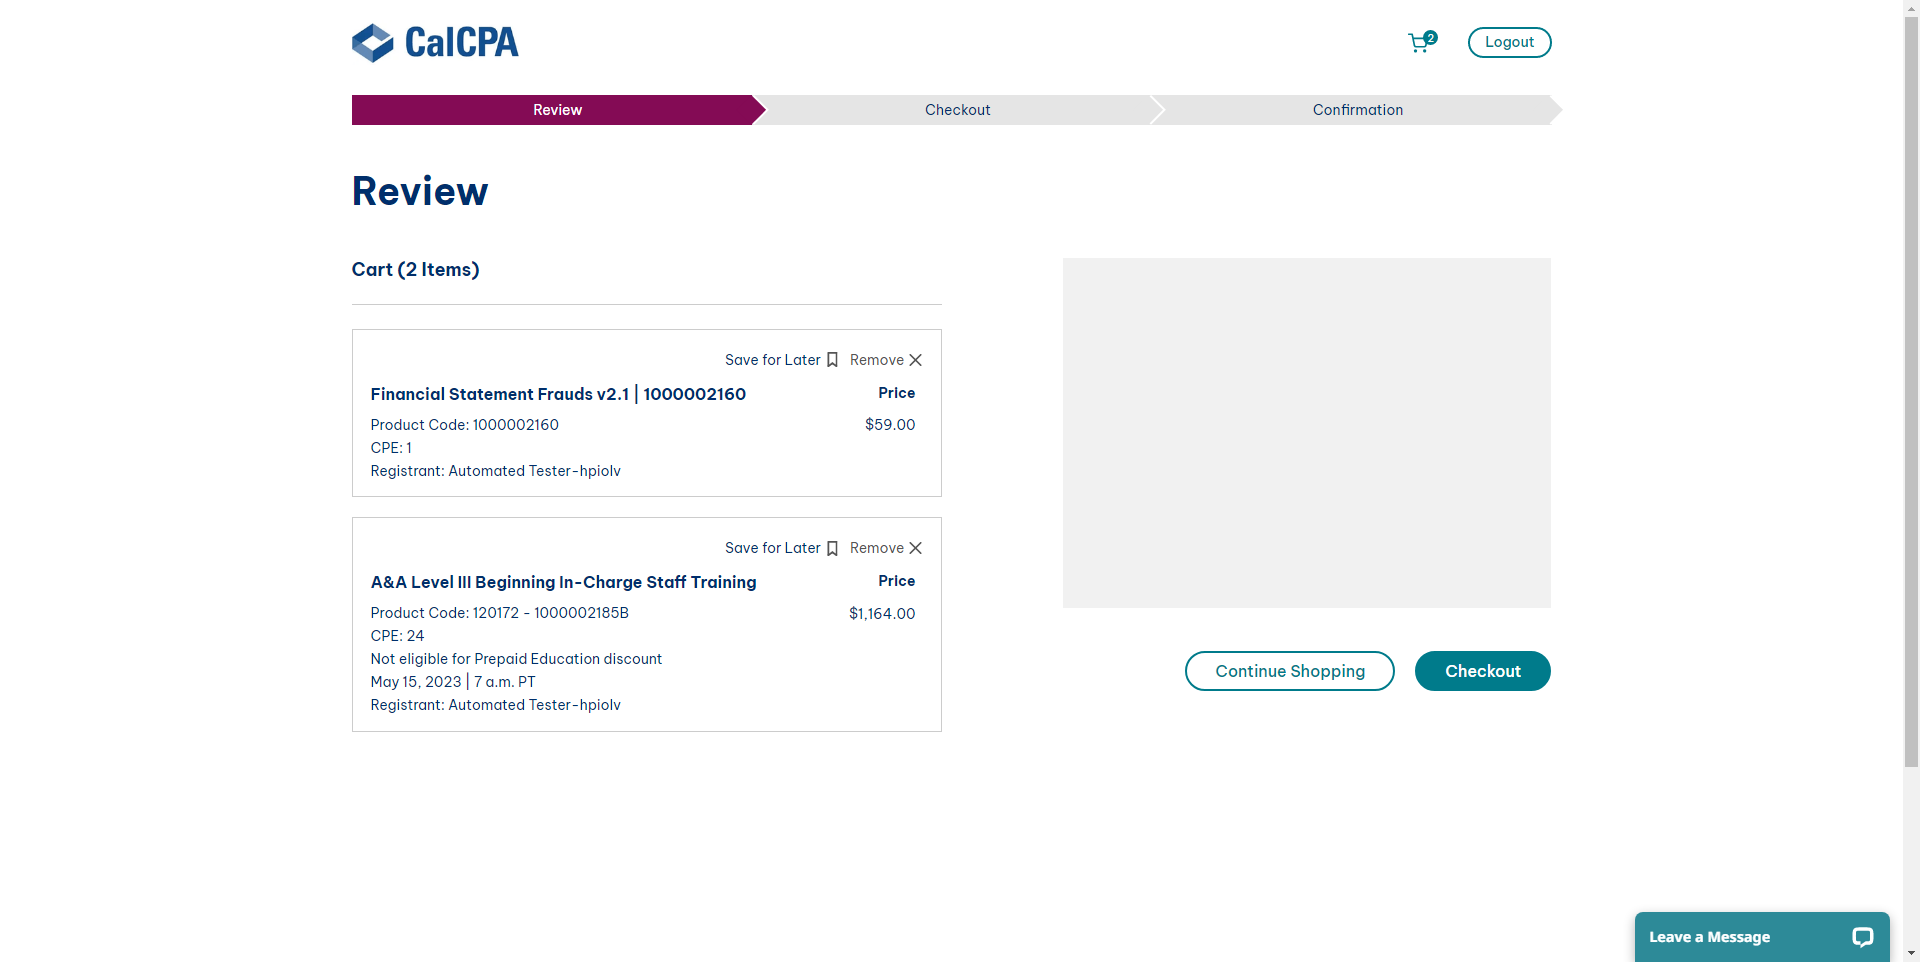 CalCPA
2
Logout
Review
Checkout
Confirmation
Review
Cart (2 Items)
Save for Later
Remove
Financial Statement Frauds v2.1 | 1000002160
Price
Product Code: 1000002160
$59.00
CPE: 1
Registrant: Automated Tester-hpiolv
Save for Later
Remove
A&A Level III Beginning In-Charge Staff Training
Price
Product Code: 120172 - 1000002185B
$1,164.00
CPE: 24
Not eligible for Prepaid Education discount
May 15, 2023 | 7 a.m. PT
Registrant: Automated Tester-hpiolv
Continue Shopping
Checkout
Leave a Message